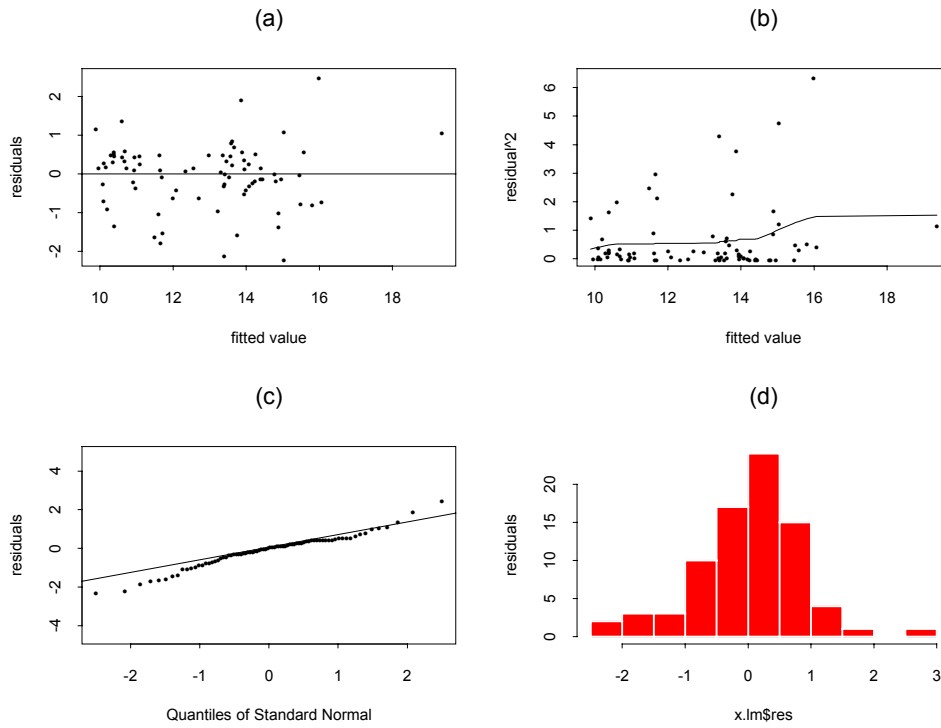 (a)
residuals
2
1
0
-1
-2
10 12 14 16 18
fitted value
(b)
residual^2
6
5
4
3
2
1
0
10 12 14 16 18
fitted value
(c)
residuals
4
2
0
-2
-4
-2 -1 0 1 2
Quantiles of Standard Normal
(d)
residuals
20
15
10
5
0
-2 -1 0 1 2 3
x.lm$res